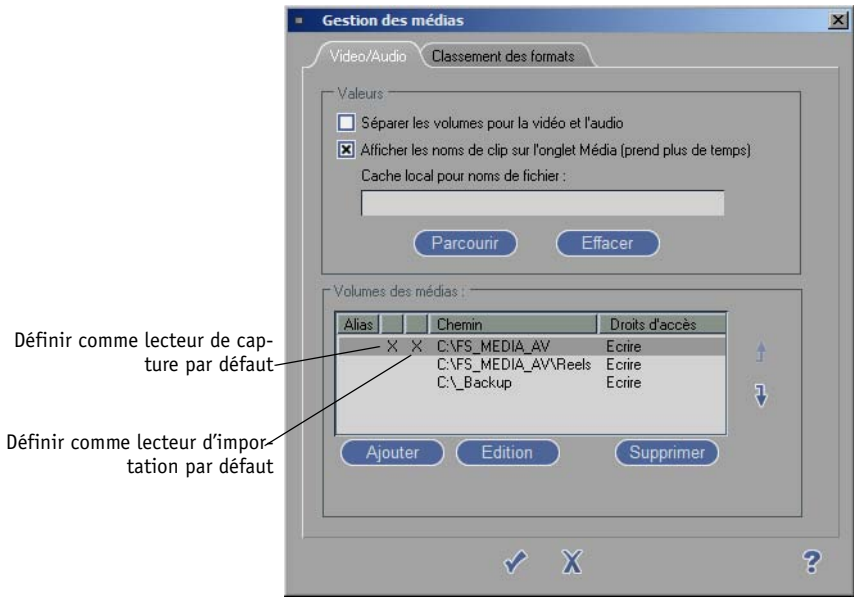 Gestion des médias
Video/Audio
Classement des formats
Valeurs
Séparer les volumes pour la vidéo et l'audio
Afficher les noms de clip sur l'onglet Média (prend plus de temps)
Cache local pour noms de fichier :
Parcourir
Effacer
Volumes des médias :
Alias Chemin Droits d'accès
X X C:\FS_MEDIA_AV Ecrire
C:\FS_MEDIA_AV\Reels Ecrire
C:\_Backup Ecrire
Ajouter
Edition
Supprimer
Définir comme lecteur de cap-
ture par défaut
Définir comme lecteur d'impor-
tation par défaut